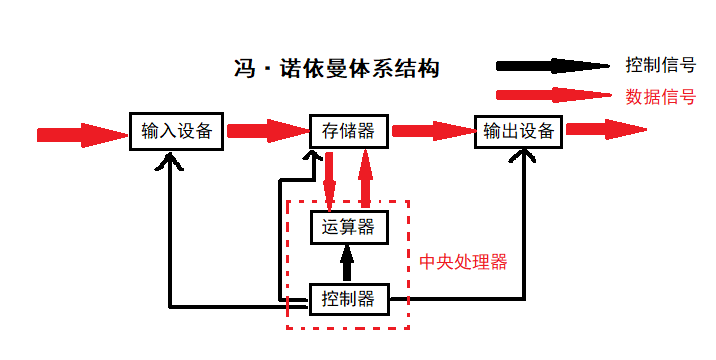 冯·诺依曼体系结构
控制信号
数据信号
输入设备
存储器
输出设备
运算器
中央处理器
控制器